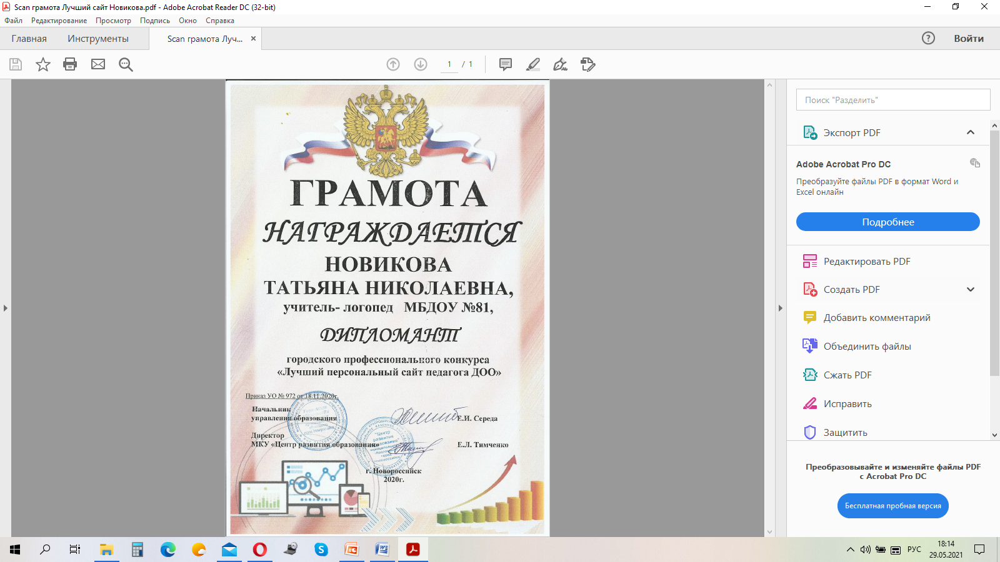 Scan грамота Лучший сайт Новикова.pdf - Adobe Acrobat Reader DC (32-bit)
Файл Редактирование Просмотр Подпись Окно Справка
Главная Инструменты Scan грамота Луч... ×
? Войти
1 / 1
ГРАМОТА
НАГРАЖДАЕТСЯ
НОВИКОВА
ТАТЬЯНА НИКОЛАЕВНА,
учитель- логопед МБДОУ №81,
ДИПЛОМАНТ
городского профессионального конкурса
«Лучший персональный сайт педагога ДОО»
Приказ УО № 972 от 18.11.2020г.
Начальник
управления образования Е.И. Середа
Директор
МКУ «Центр развития образования» Е.Л. Тимченко
"Центр
развития
образования"
г. Новороссийск
2020г.
Поиск "Разделить"
Экспорт PDF
Adobe Acrobat Pro DC
Преобразуйте файлы PDF в формат Word и
Excel онлайн
Подробнее
Редактировать PDF
Создать PDF
Добавить комментарий
Объединить файлы
Сжать PDF
Исправить
Защитить
Преобразовывайте и изменяйте файлы PDF
с Acrobat Pro DC
Бесплатная пробная версия
РУС
18:14
29.05.2021